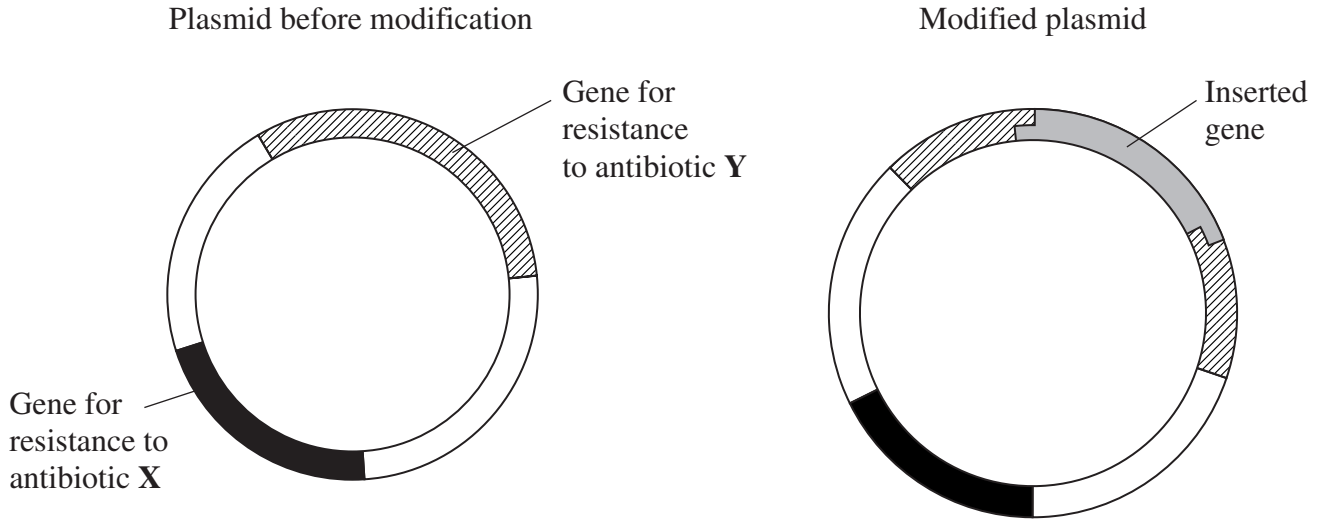 Plasmid before modification
Modified plasmid
Gene for
resistance
to antibiotic Y
Inserted
gene
Gene for
resistance to
antibiotic X